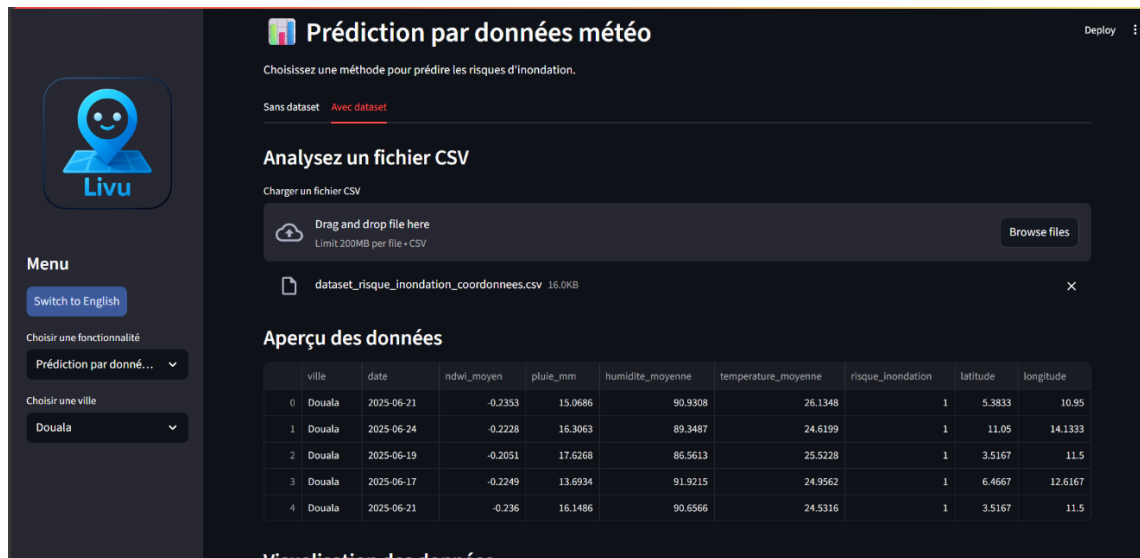 Prédiction par données météo
Deploy
Choisissez une méthode pour prédire les risques d'inondation.
Sans dataset Avec dataset
Analysez un fichier CSV
Charger un fichier CSV
Drag and drop file here
Limit 200MB per file • CSV
Browse files
dataset_risque_inondation_coordonnees.csv 16.0KB
Aperçu des données
ville date ndwi_moyen pluie_mm humidite_moyenne temperature_moyenne risque_inondation latitude longitude
0 Douala 2025-06-21 -0.2353 15.0686 90.9308 26.1348 1 5.3833 10.95
1 Douala 2025-06-24 -0.2228 16.3063 89.3487 24.6199 1 11.05 14.1333
2 Douala 2025-06-19 -0.2051 17.6268 86.5613 25.5228 1 3.5167 11.5
3 Douala 2025-06-17 -0.2249 13.6934 91.9215 24.9562 1 6.4667 12.6167
4 Douala 2025-06-21 -0.236 16.1486 90.6566 24.5316 1 3.5167 11.5
Visualisation des données
Livu
Menu
Switch to English
Choisir une fonctionnalité
Prédiction par donné...
Choisir une ville
Douala